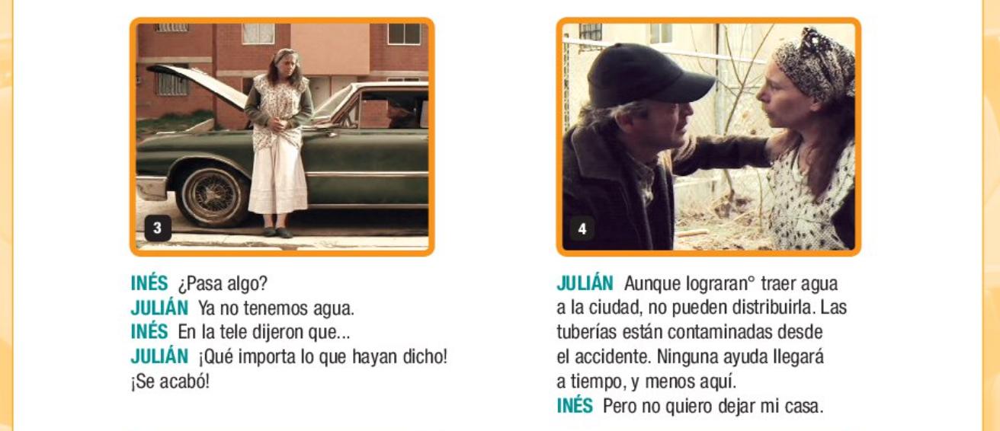 3
INÉS ¿Pasa algo?
JULIÁN Ya no tenemos agua.
INÉS En la tele dijeron que...
JULIÁN ¡Qué importa lo que hayan dicho!
¡Se acabó!
4
JULIÁN Aunque lograran° traer agua
a la ciudad, no pueden distribuirla. Las
tuberías están contaminadas desde
el accidente. Ninguna ayuda llegará
a tiempo, y menos aquí.
INÉS Pero no quiero dejar mi casa.